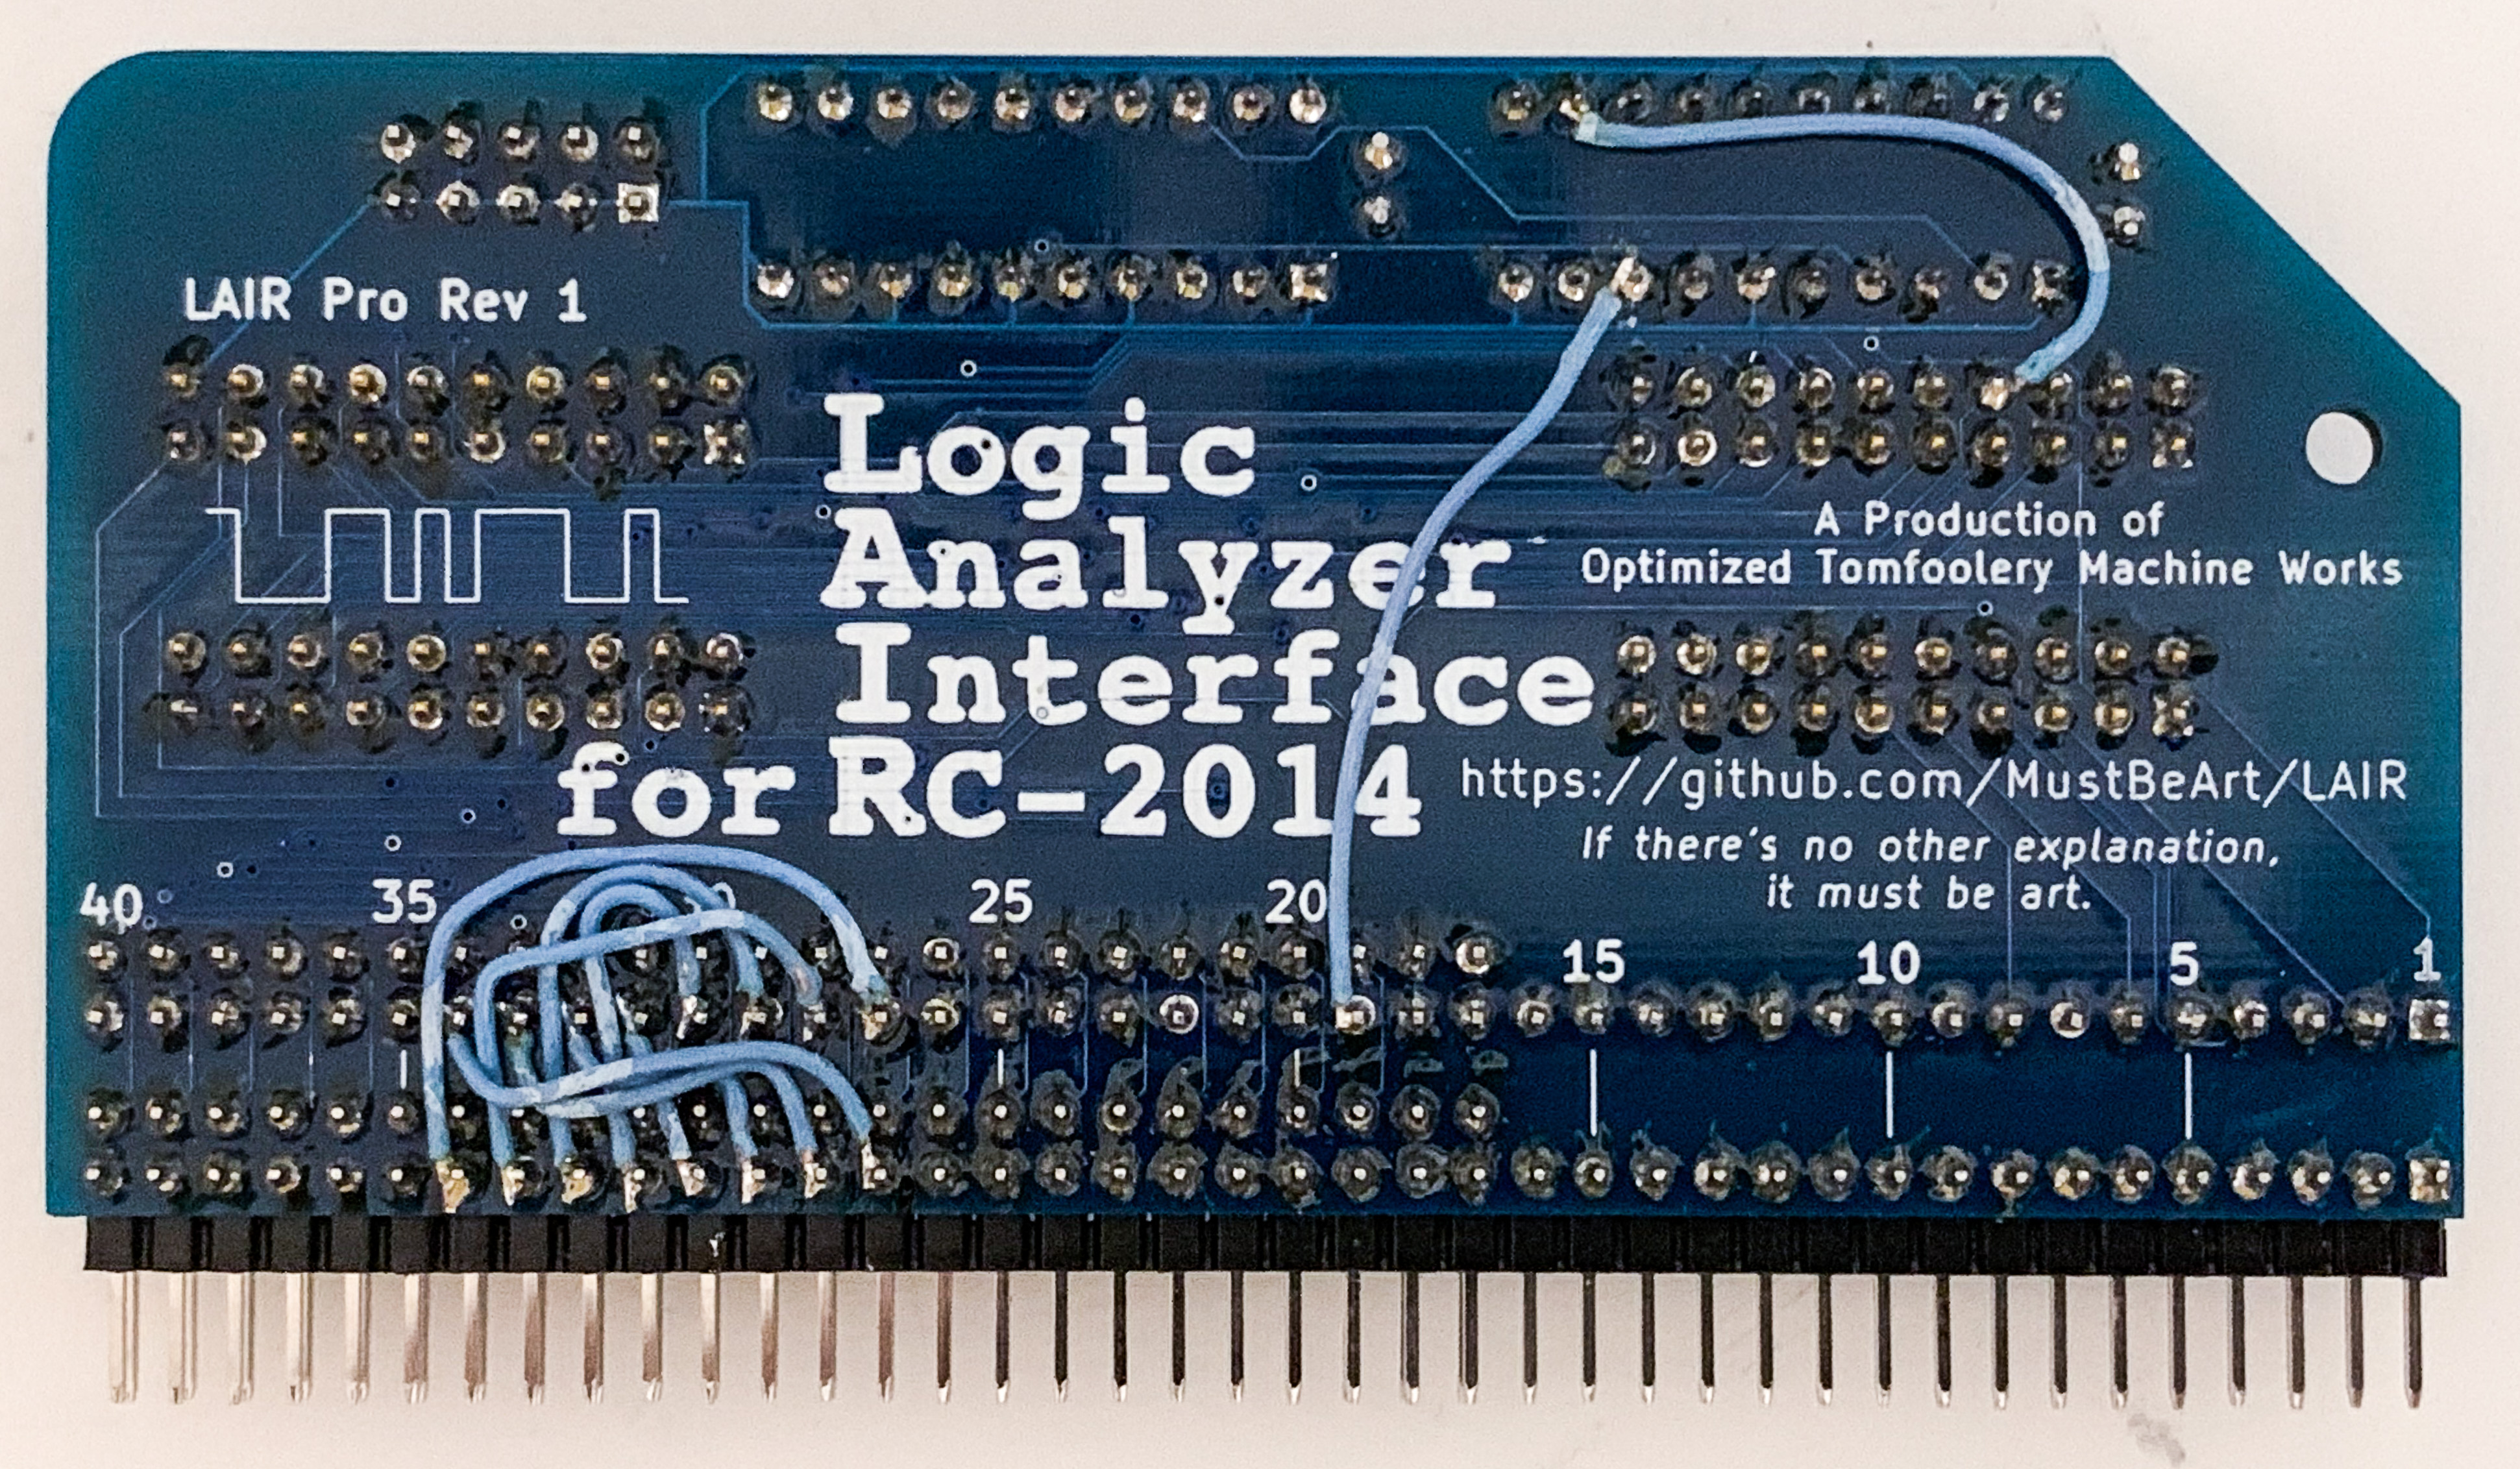 LAIR Pro Rev 1
Logic
Analyzer
Interface
for RC-2014
A Production of
Optimized Tomfoolery Machine Works
https://github.com/MustBeArt/LAIR
If there's no other explanation,
it must be art.
40 35 25 20 15 10 5 1